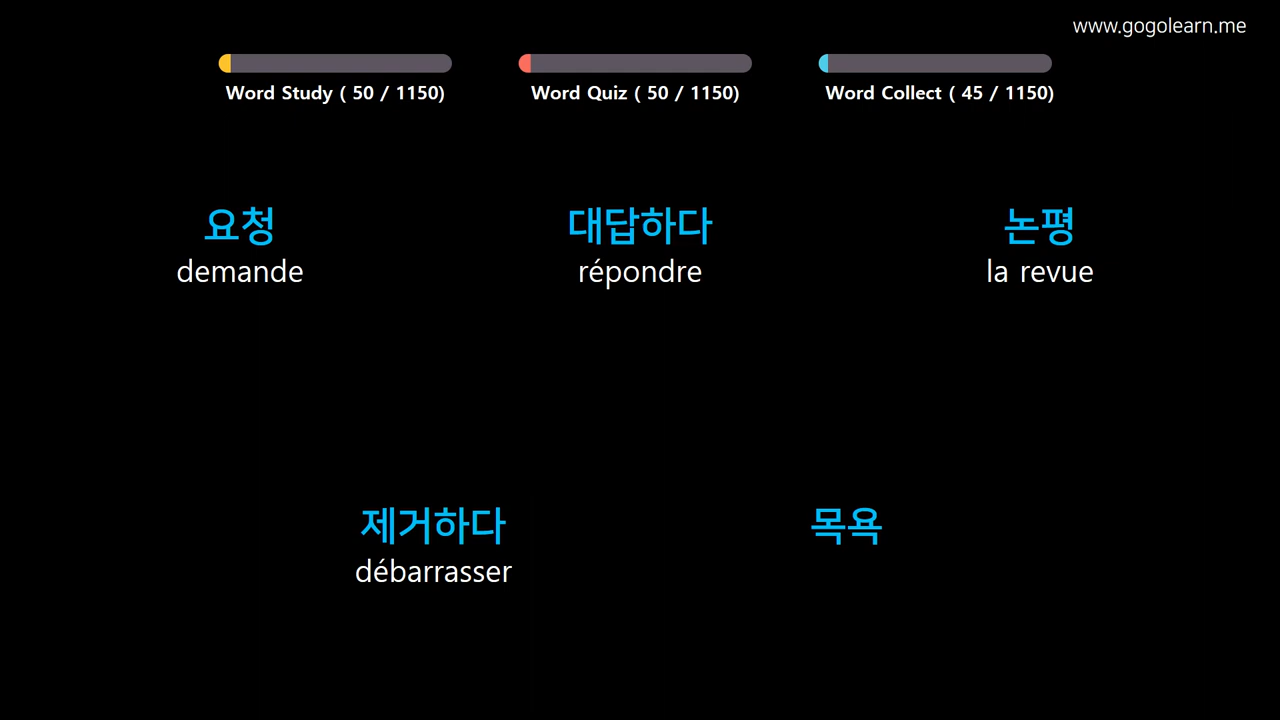 www.gogolearn.me
Word Study ( 50 / 1150)
Word Quiz ( 50 / 1150)
Word Collect ( 45 / 1150)
요청
demande
대답하다
répondre
논평
la revue
제거하다
débarrasser
목욕